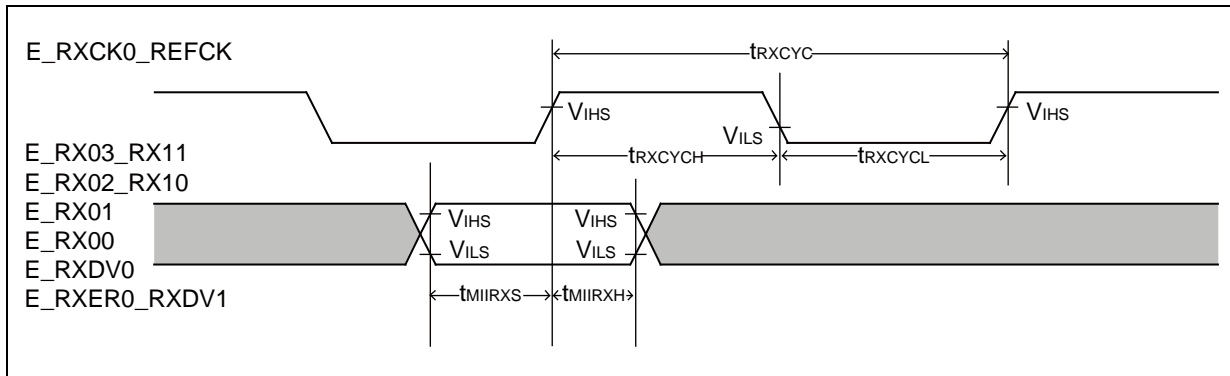 E_RXCK0_REFCK
tRXCYC
VIHS
VILS
VIHS
tRXCYCH
tRXCYCL
E_RX03_RX11
E_RX02_RX10
E_RX01
E_RX00
E_RXDV0
E_RXER0_RXDV1
VIHS
VIHS
VILS
VILS
tMIIRXS
tMIIRXH